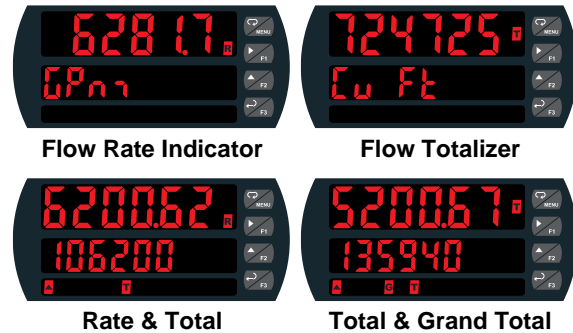 6281.7 R
MENU
F1
GPm
F2
F3
Flow Rate Indicator
724725 T
MENU
F1
Cu Ft
F2
F3
Flow Totalizer
6200.62 R
MENU
F1
106200
F2
A T
F3
Rate & Total
5200.67 T
MENU
F1
135940
F2
A G T
F3
Total & Grand Total